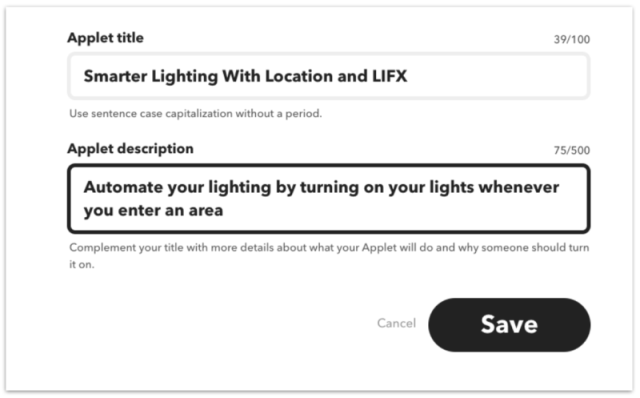 Applet title
39/100
Smarter Lighting With Location and LIFX
Use sentence case capitalization without a period.
Applet description
75/500
Automate your lighting by turning on your lights whenever
you enter an area
Complement your title with more details about what your Applet will do and why someone should turn
it on.
Cancel
Save